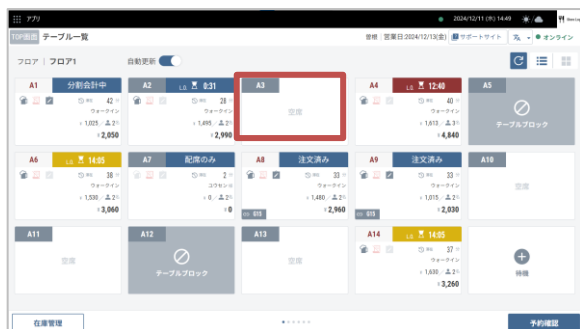 アプリ
2024/12/11 (水) 14:49
TOP画面 テーブル一覧
営業日:2024/12/13(金) サポートサイト オンライン
フロア フロア1 自動更新
A1 分割会計中
42
ウォークイン
1,025 / 2
2,050
A2 L.O. 0:31
28
ウォークイン
1,495 / 2
2,990
A3
空席
A4 L.O. 12:40
40
ウォークイン
1,613 / 3
4,840
A5
テーブルブロック
A6 L.O. 14:05
38
ウォークイン
1,530 / 2
3,060
A7 配席のみ
2
0 / 2
0
A8 注文済み
33
ウォークイン
1,480 / 2
G15 2,960
A9 注文済み
33
ウォークイン
1,015 / 2
G15 2,030
A10
空席
A11
空席
A12
テーブルブロック
A13
空席
A14 L.O. 14:05
37
ウォークイン
1,630 / 2
3,260
待機
在庫管理 予約確認